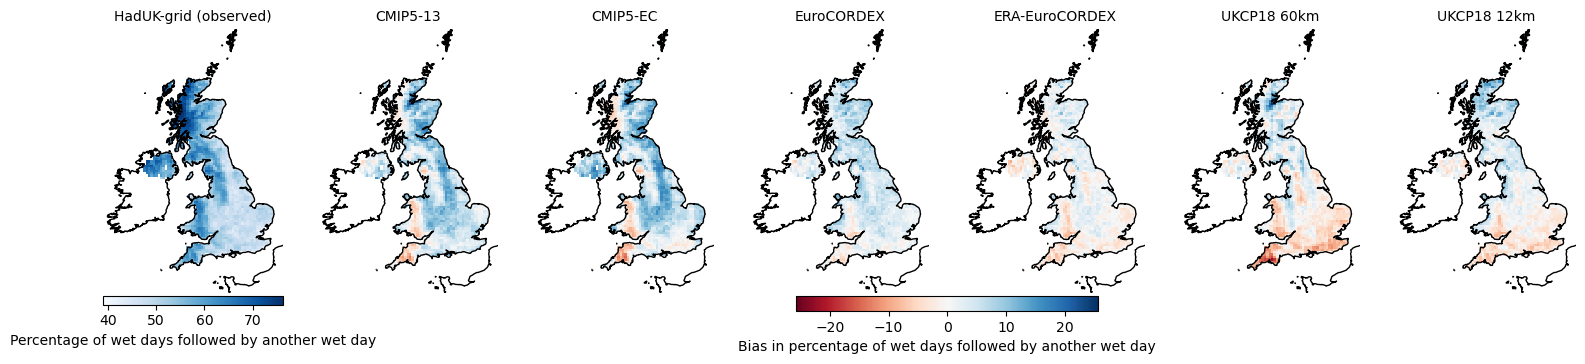 HadUK-grid (observed) CMIP5-13 CMIP5-EC EuroCORDEX ERA-EuroCORDEX UKCP18 60km UKCP18 12km
40 50 60 70
Percentage of wet days followed by another wet day
−20 −10 0 10 20
Bias in percentage of wet days followed by another wet day